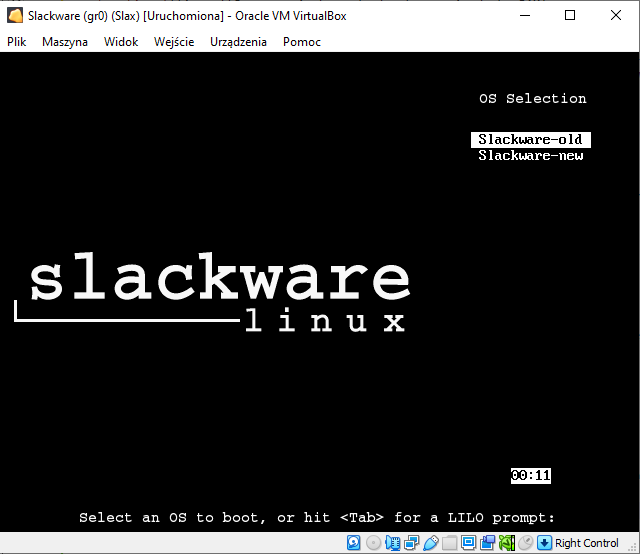 Slackware (gr0) (Slax) [Uruchomiona] - Oracle VM VirtualBox
Plik Maszyna Widok Wejście Urządzenia Pomoc
OS Selection
Slackware-old
Slackware-new
slackware
linux
00:11
Select an OS to boot, or hit <Tab> for a LILO prompt:
Right Control